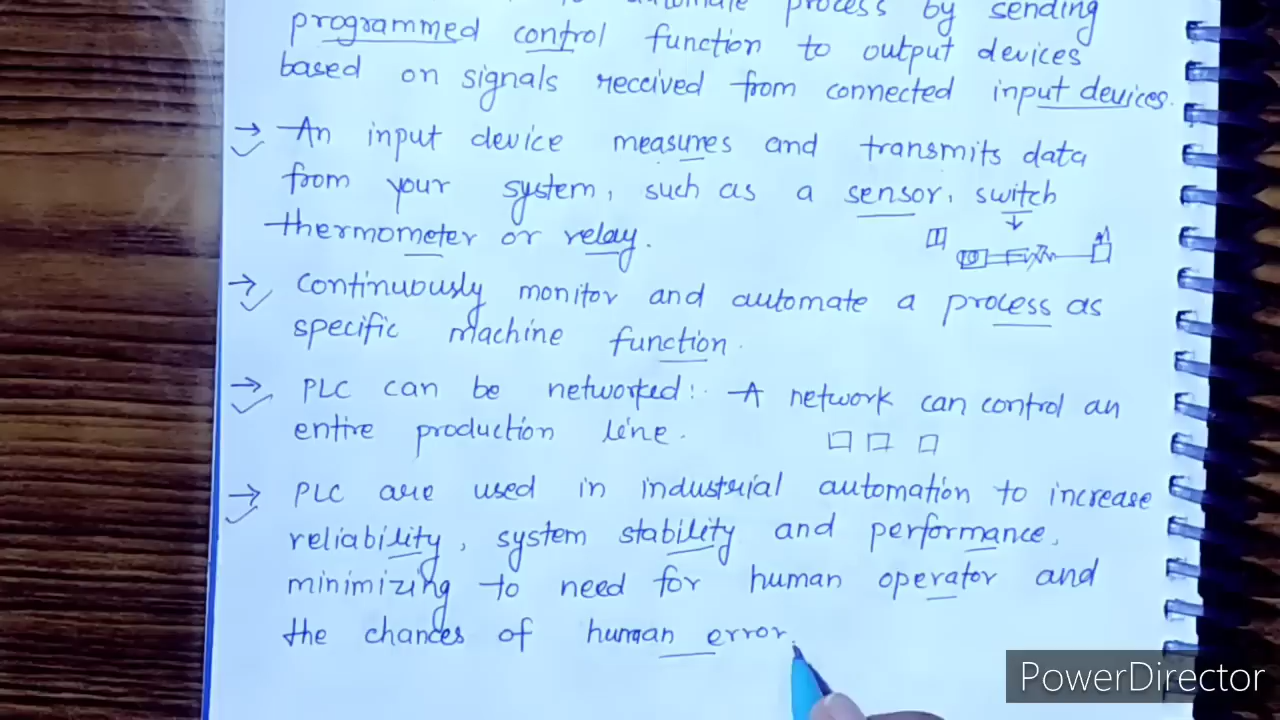 automate process by sending
programmed control function to output devices
based on signals received from connected input devices.
→ An input device measures and transmits data
from your system, such as a sensor, switch
thermometer or relay.
→ Continuously monitor and automate a process as
specific machine function.
→ PLC can be networked:- A network can control an
entire production line.
→ PLC are used in industrial automation to increase
reliability, system stability and performance,
minimizing to need for human operator and
the chances of human error.
PowerDirector